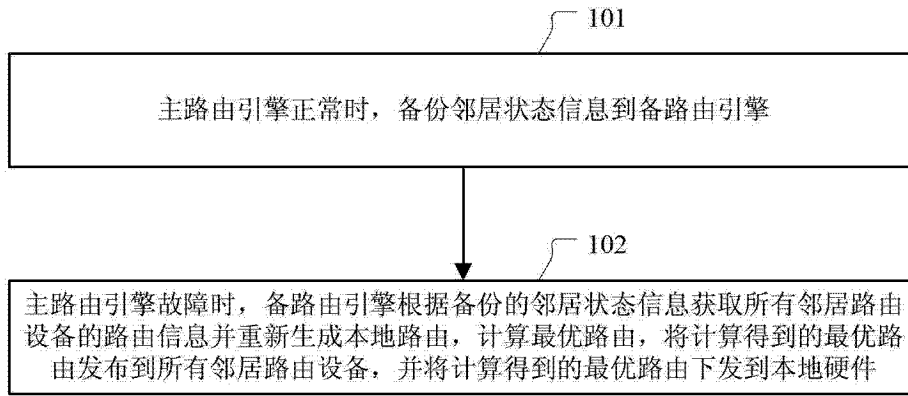 101
主路由引擎正常时，备份邻居状态信息到备路由引擎
102
主路由引擎故障时，备路由引擎根据备份的邻居状态信息获取所有邻居路由
设备的路由信息并重新生成本地路由，计算最优路由，将计算得到的最优路
由发布到所有邻居路由设备，并将计算得到的最优路由下发到本地硬件